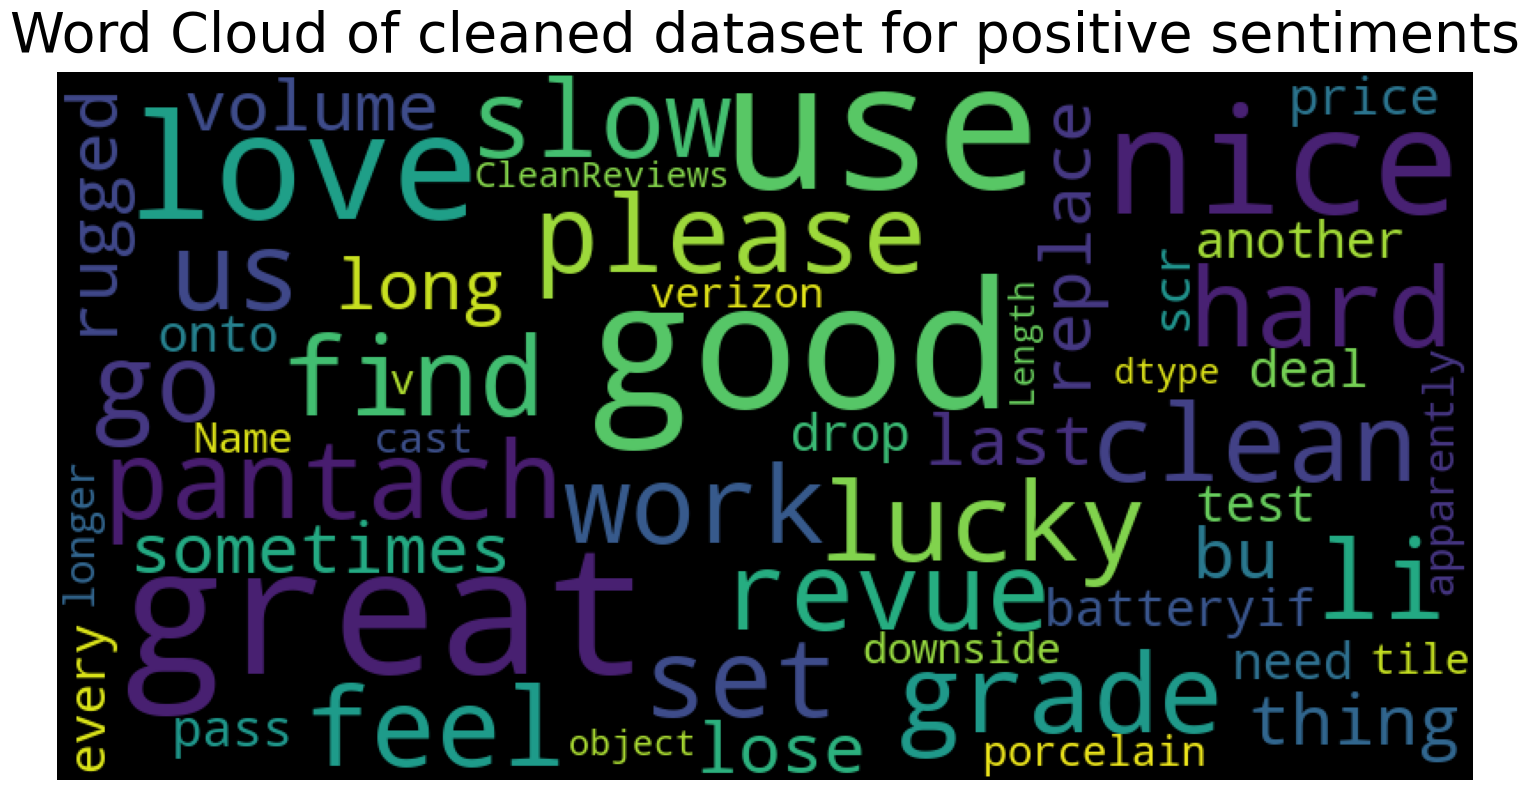 Word Cloud of cleaned dataset for positive sentiments
rugged
volume
love
slow
use
CleanReviews
nice
price
replace
please
another
us
long
verizon
scr
hard
onto
good
Length
go
find
v
dtype
deal
apparently
Name
cast
drop
last
clean
longer
pantach
work
lucky
test
sometimes
bu
li
great
revue
batteryif
every
set
downside
need
tile
pass
feel
object
lose
grade
porcelain
thing